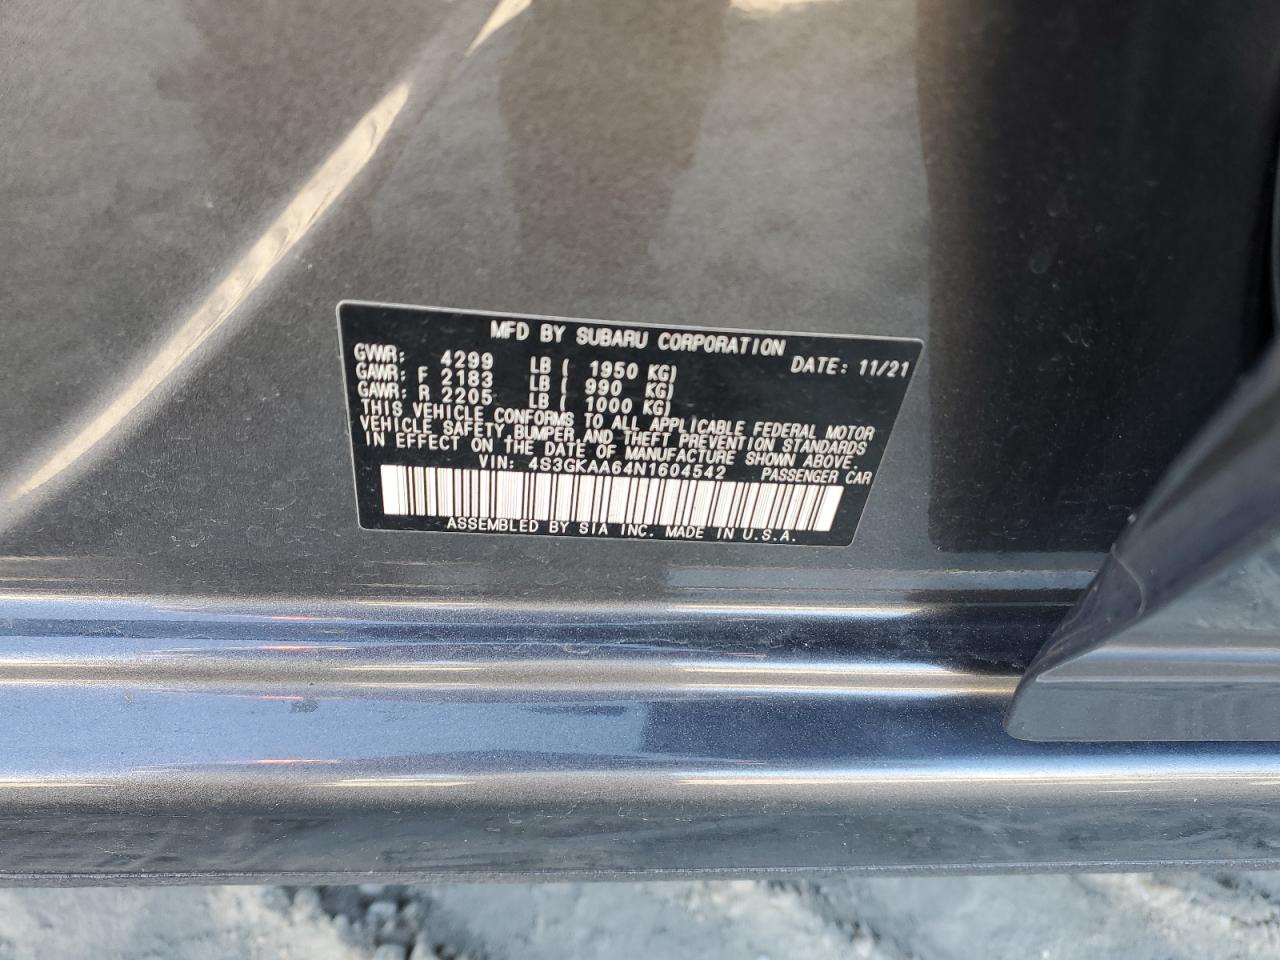 MFD BY SUBARU CORPORATION
GVWR: 4299 LB ( 1950 KG) DATE: 11/21
GAWR: F 2183 LB ( 990 KG)
GAWR: R 2205 LB ( 1000 KG)
THIS VEHICLE CONFORMS TO ALL APPLICABLE FEDERAL MOTOR
VEHICLE SAFETY, BUMPER, AND THEFT PREVENTION STANDARDS
IN EFFECT ON THE DATE OF MANUFACTURE SHOWN ABOVE.
VIN: 4S3GKAA64N1604542 PASSENGER CAR
ASSEMBLED BY SIA INC. MADE IN U.S.A.